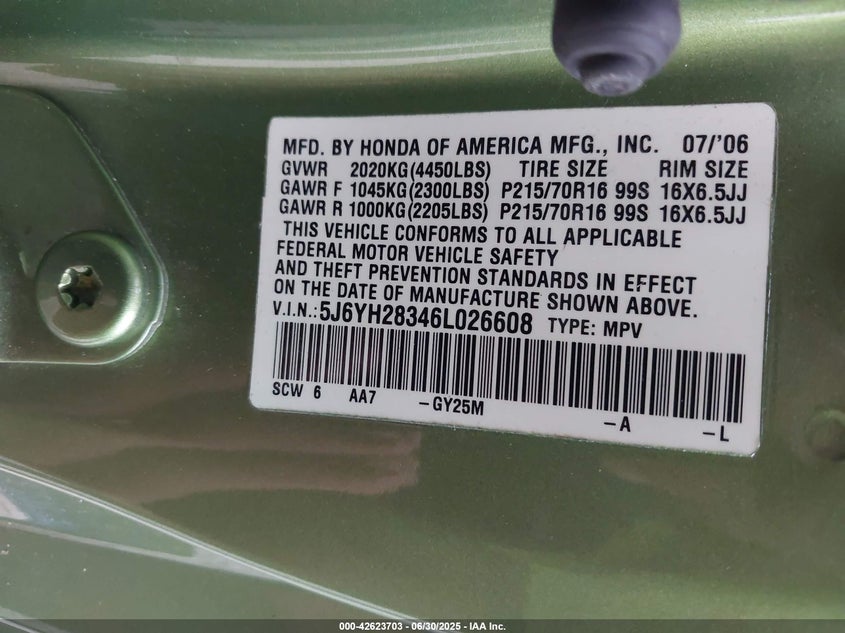 MFD. BY HONDA OF AMERICA MFG., INC. 07/'06
GVWR 2020KG(4450LBS) TIRE SIZE RIM SIZE
GAWR F 1045KG(2300LBS) P215/70R16 99S 16X6.5JJ
GAWR R 1000KG(2205LBS) P215/70R16 99S 16X6.5JJ
THIS VEHICLE CONFORMS TO ALL APPLICABLE
FEDERAL MOTOR VEHICLE SAFETY
AND THEFT PREVENTION STANDARDS IN EFFECT
ON THE DATE OF MANUFACTURE SHOWN ABOVE.
V.I.N.:5J6YH28346L026608 TYPE: MPV
SCW 6 AA7 -GY25M
-A -L
000-42623703 - 06/30/2025 - IAA Inc.